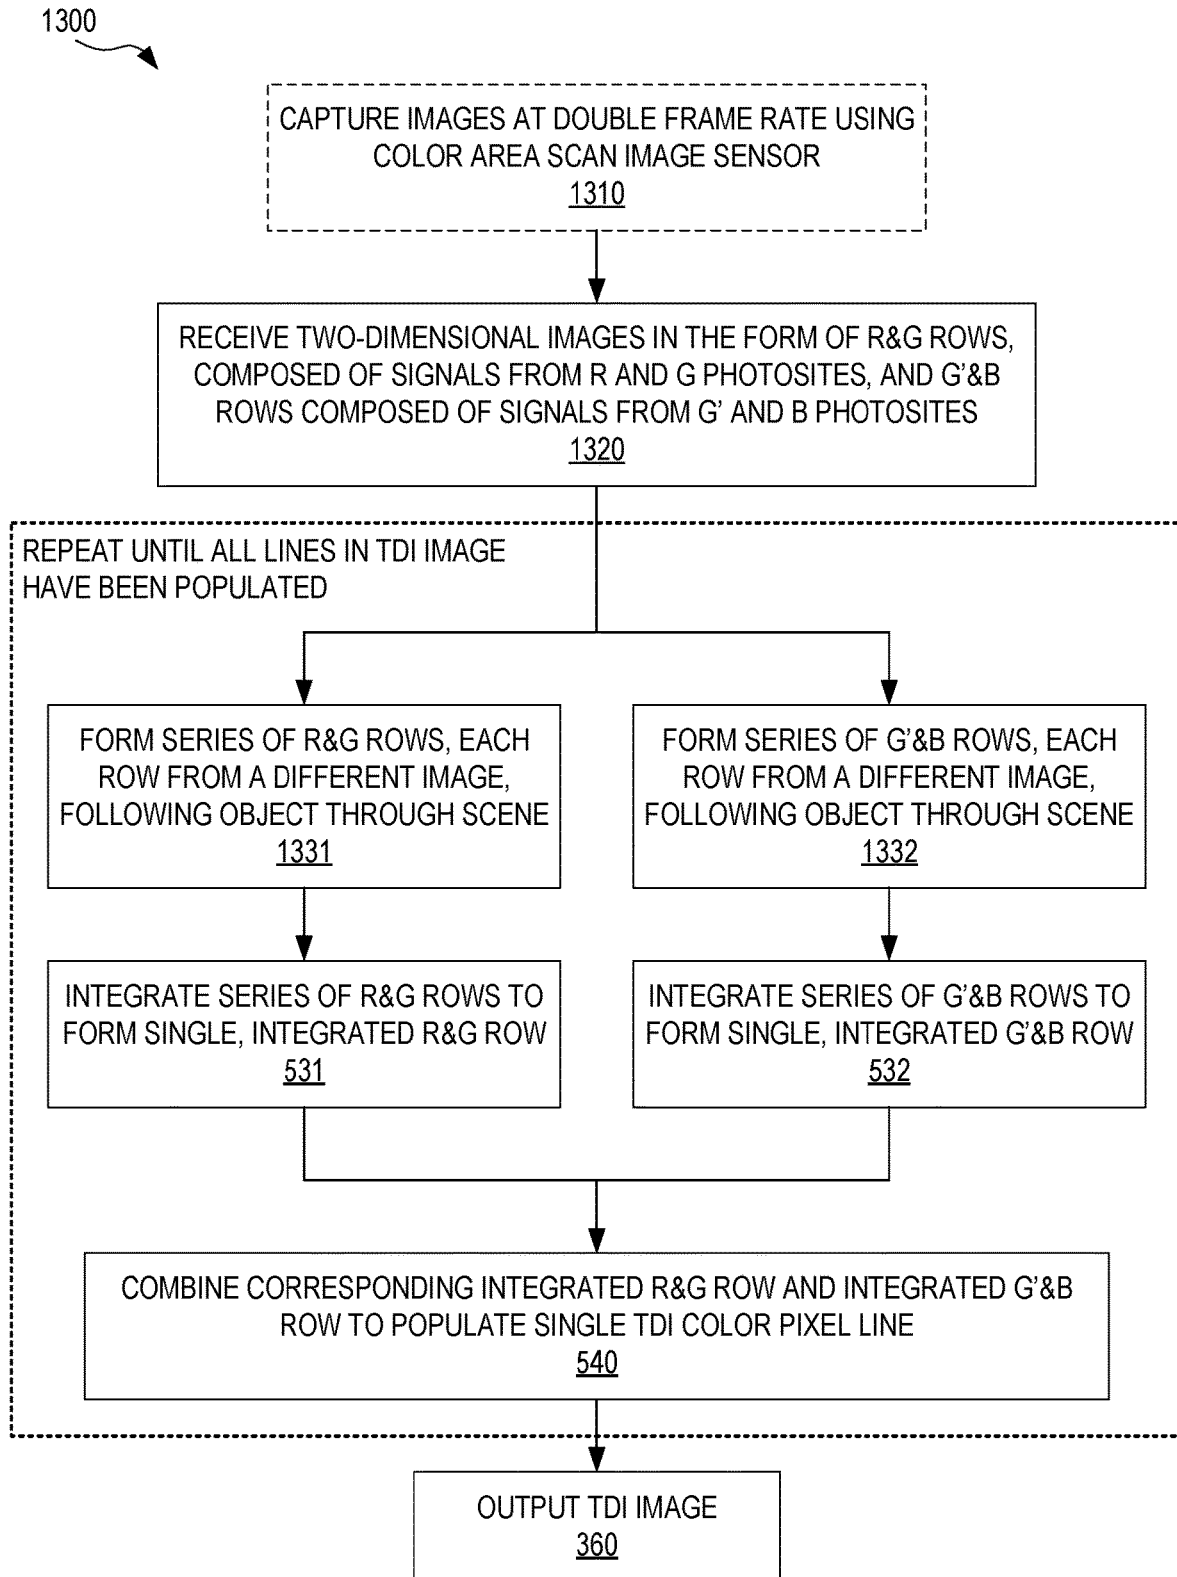 1300
CAPTURE IMAGES AT DOUBLE FRAME RATE USING
COLOR AREA SCAN IMAGE SENSOR
1310
RECEIVE TWO-DIMENSIONAL IMAGES IN THE FORM OF R&G ROWS,
COMPOSED OF SIGNALS FROM R AND G PHOTOSITES, AND G'&B
ROWS COMPOSED OF SIGNALS FROM G' AND B PHOTOSITES
1320
REPEAT UNTIL ALL LINES IN TDI IMAGE
HAVE BEEN POPULATED
FORM SERIES OF R&G ROWS, EACH
ROW FROM A DIFFERENT IMAGE,
FOLLOWING OBJECT THROUGH SCENE
1331
FORM SERIES OF G'&B ROWS, EACH
ROW FROM A DIFFERENT IMAGE,
FOLLOWING OBJECT THROUGH SCENE
1332
INTEGRATE SERIES OF R&G ROWS TO
FORM SINGLE, INTEGRATED R&G ROW
531
INTEGRATE SERIES OF G'&B ROWS TO
FORM SINGLE, INTEGRATED G'&B ROW
532
COMBINE CORRESPONDING INTEGRATED R&G ROW AND INTEGRATED G'&B
ROW TO POPULATE SINGLE TDI COLOR PIXEL LINE
540
OUTPUT TDI IMAGE
360